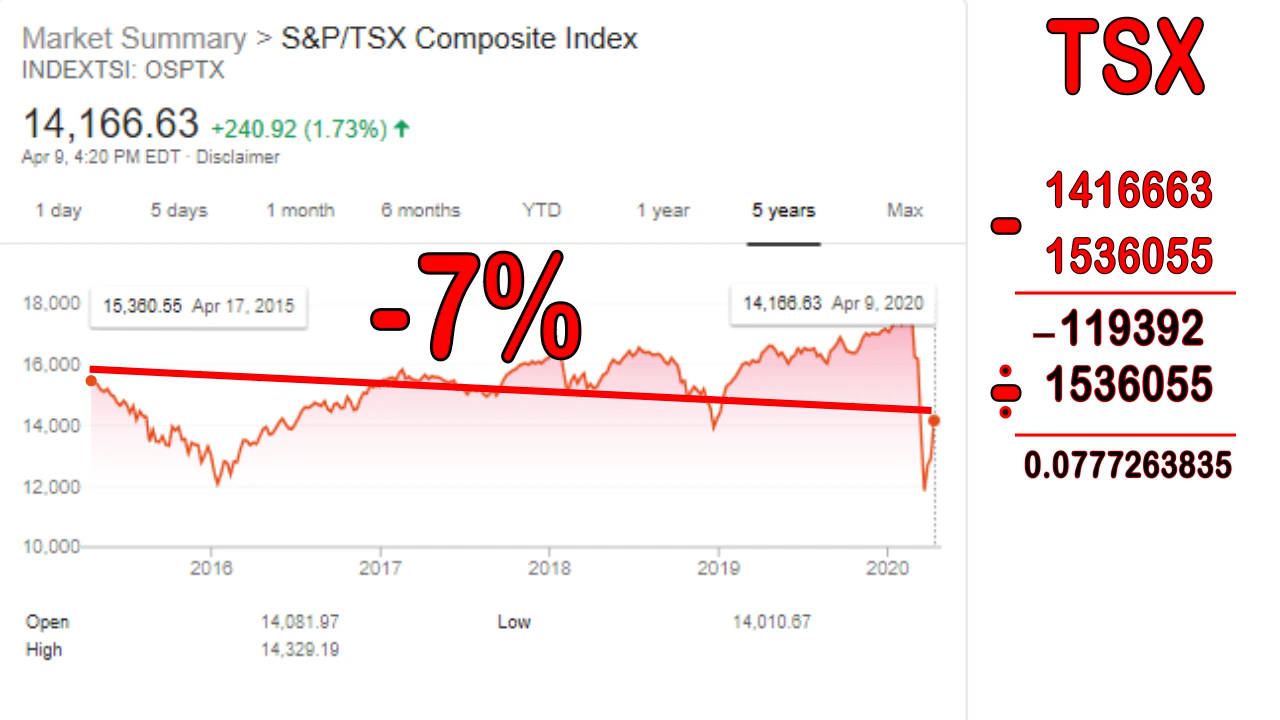 Market Summary > S&P/TSX Composite Index
INDEXTSI: OSPTX
14,166.63 +240.92 (1.73%) ↑
Apr 9, 4:20 PM EDT · Disclaimer
1 day 5 days 1 month 6 months YTD 1 year 5 years Max
-7%
15,360.55 Apr 17, 2015
14,166.63 Apr 9, 2020
18,000
16,000
14,000
12,000
10,000
2016 2017 2018 2019 2020
Open 14,081.97 Low 14,010.67
High 14,329.19
TSX
1416663
- 1536055
–119392
÷ 1536055
0.0777263835